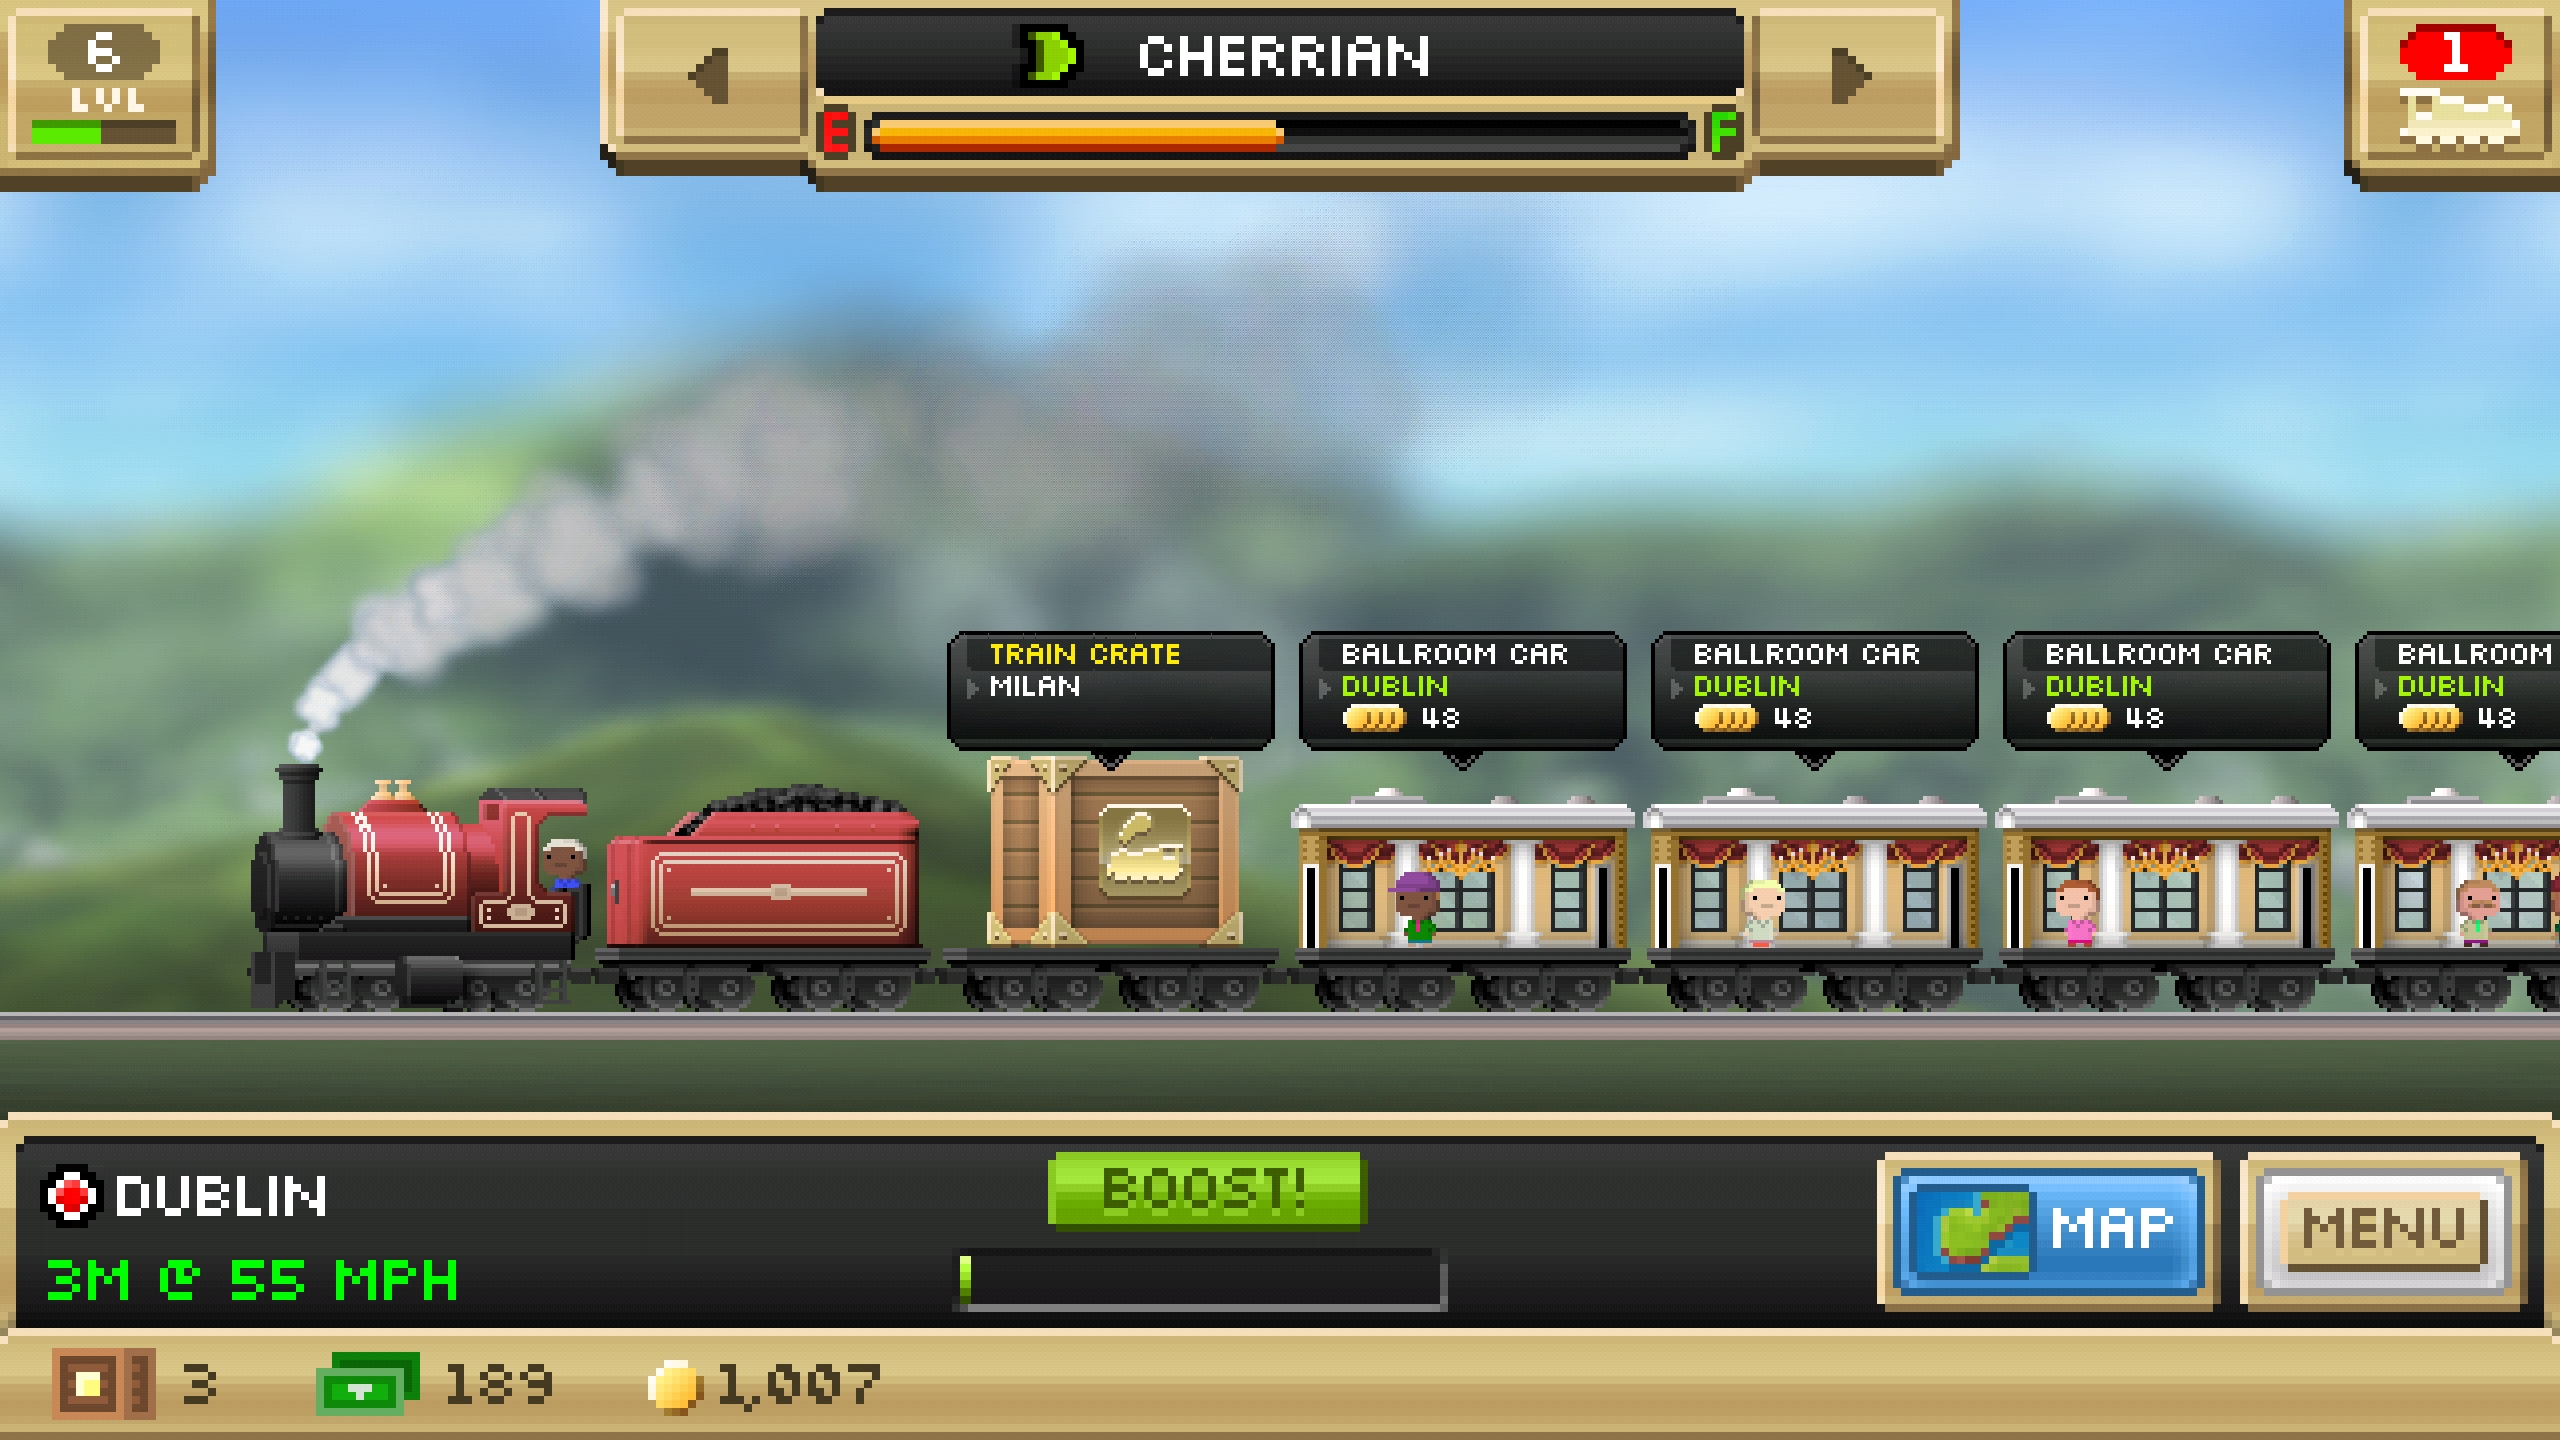 6
LVL
CHERRIAN
E
F
1
TRAIN CRATE
MILAN
BALLROOM CAR
DUBLIN
48
BALLROOM CAR
DUBLIN
48
BALLROOM CAR
DUBLIN
48
BALLROOM
DUBLIN
48
DUBLIN
3M @ 55 MPH
BOOST!
MAP
MENU
3
189
1,007